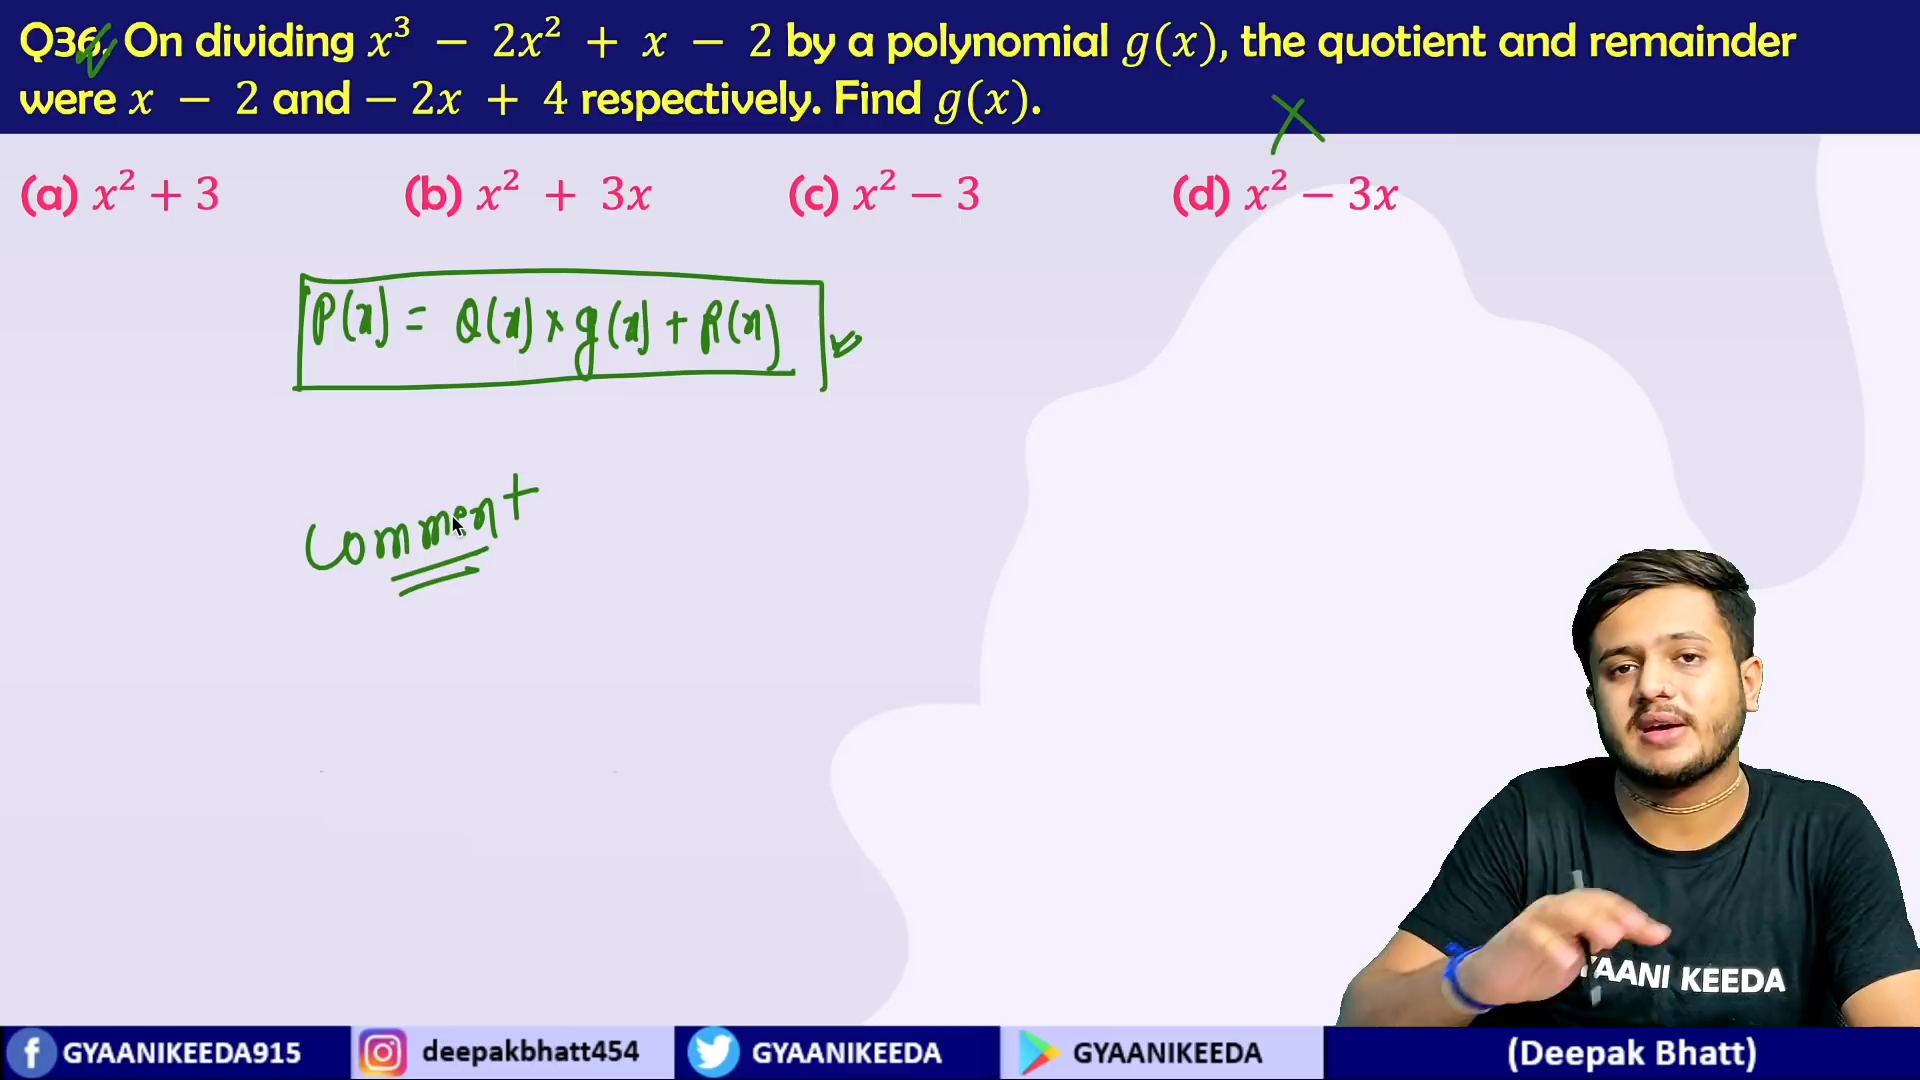 Q36. On dividing x³ − 2x² + x − 2 by a polynomial g(x), the quotient and remainder
were x − 2 and − 2x + 4 respectively. Find g(x).
(a) x² + 3 (b) x² + 3x (c) x² − 3 (d) x² − 3x
P(x) = Q(x) × g(x) + R(x)
Comment
YAANI KEEDA
GYAANIKEEDA915 deepakbhatt454 GYAANIKEEDA GYAANIKEEDA (Deepak Bhatt)